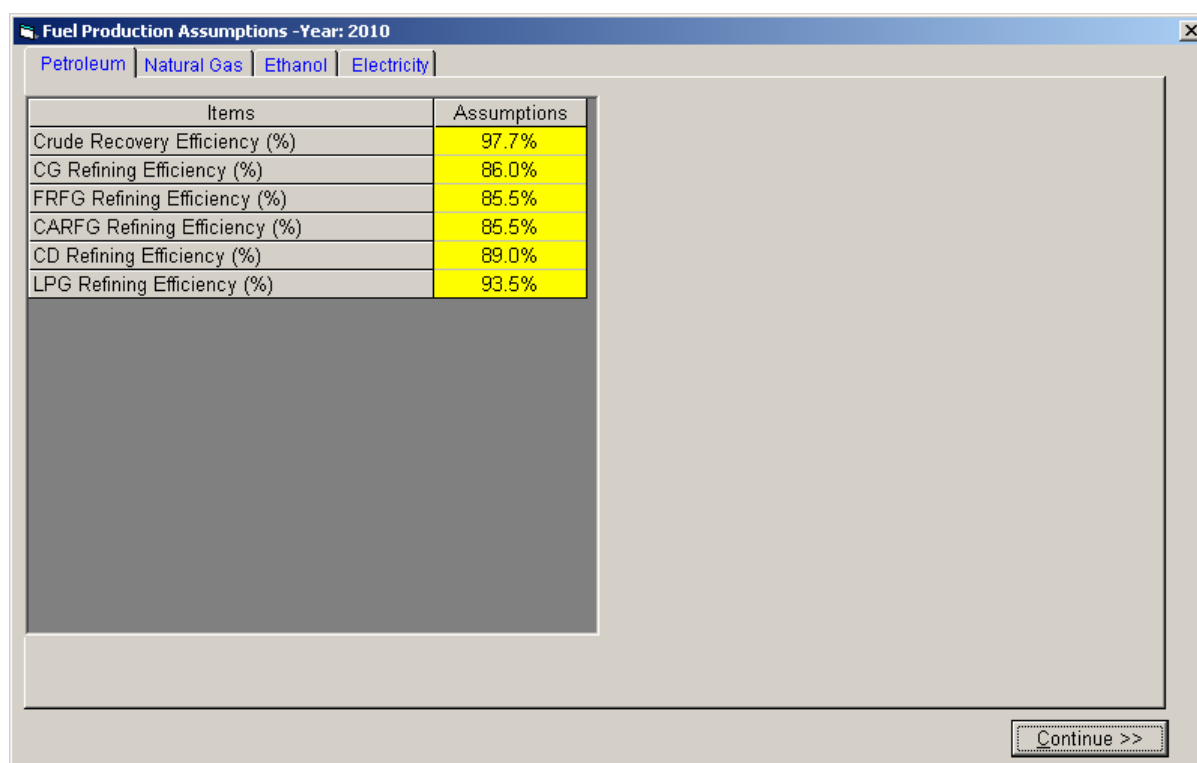 Fuel Production Assumptions -Year: 2010
Petroleum Natural Gas Ethanol Electricity
Items Assumptions
Crude Recovery Efficiency (%) 97.7%
CG Refining Efficiency (%) 86.0%
FRFG Refining Efficiency (%) 85.5%
CARFG Refining Efficiency (%) 85.5%
CD Refining Efficiency (%) 89.0%
LPG Refining Efficiency (%) 93.5%
Continue >>